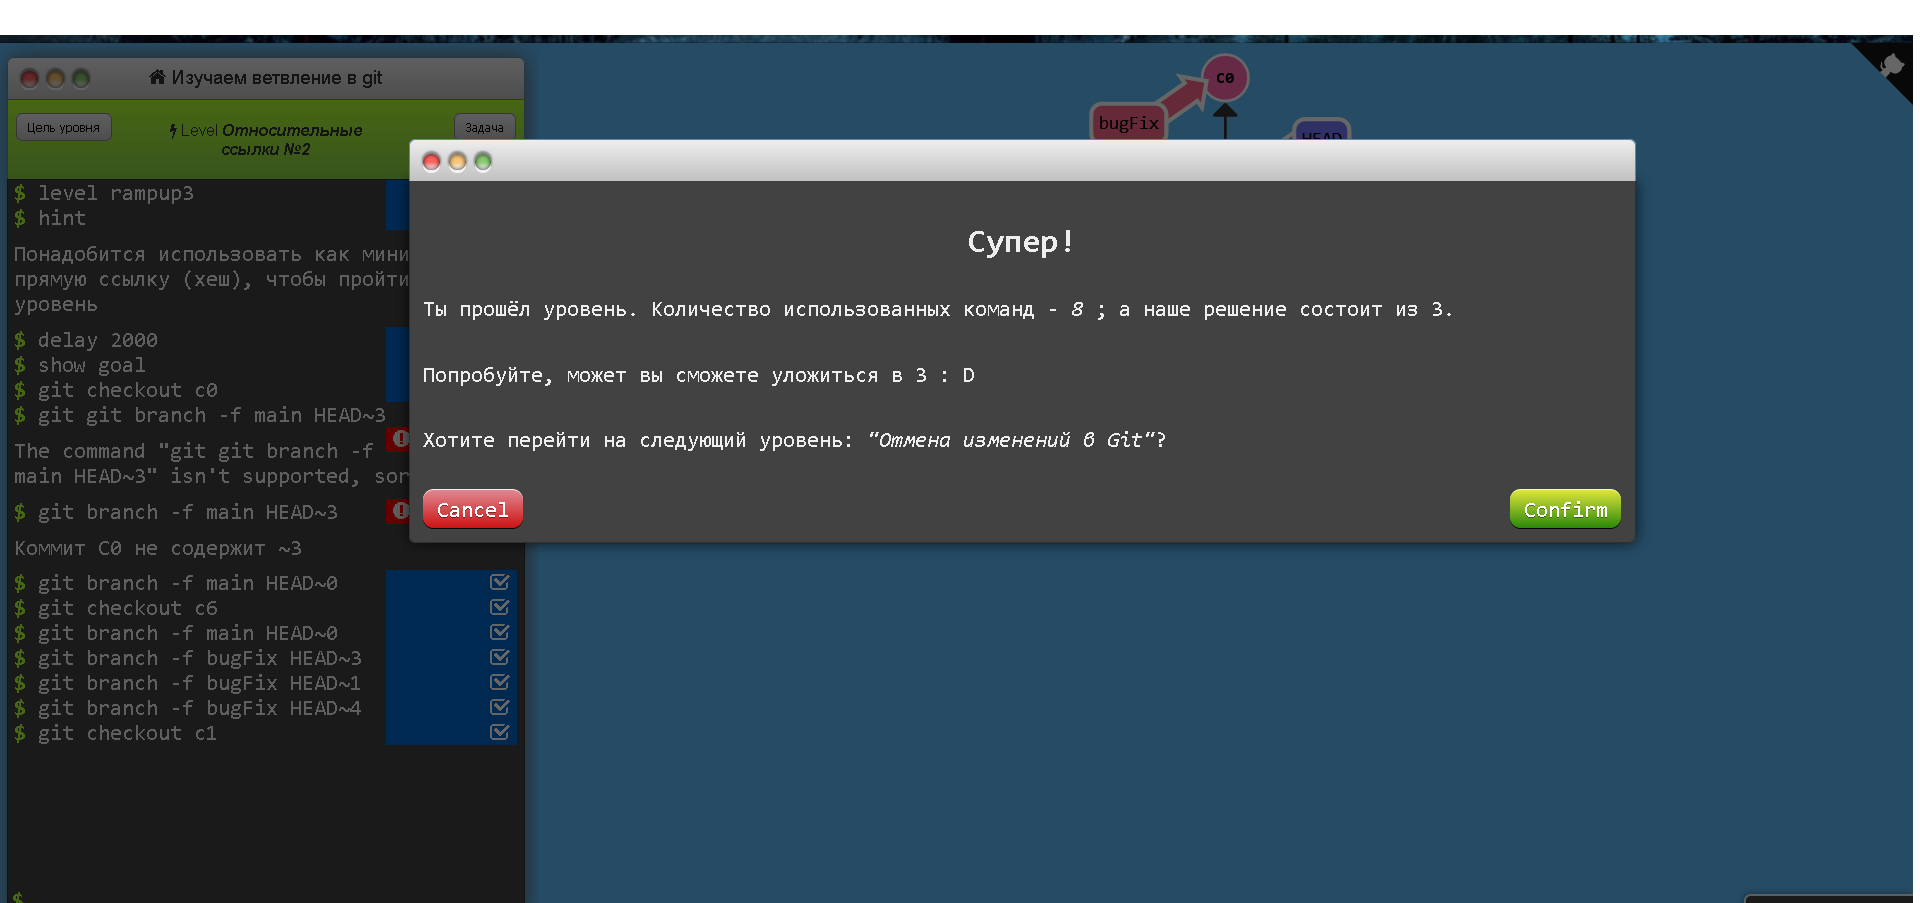 Изучаем ветвление в git
Цель уровня
Level Относительные
ссылки №2
Задача
$ level rampup3
$ hint
Понадобится использовать как мини
прямую ссылку (хеш), чтобы пройти
уровень
$ delay 2000
$ show goal
$ git checkout c0
$ git git branch -f main HEAD~3
The command "git git branch -f
main HEAD~3" isn't supported, sor
$ git branch -f main HEAD~3
Коммит C0 не содержит ~3
$ git branch -f main HEAD~0
$ git checkout c6
$ git branch -f main HEAD~0
$ git branch -f bugFix HEAD~3
$ git branch -f bugFix HEAD~1
$ git branch -f bugFix HEAD~4
$ git checkout c1
$
c0
bugFix
HEAD
Супер!
Ты прошёл уровень. Количество использованных команд - 8 ; а наше решение состоит из 3.
Попробуйте, может вы сможете уложиться в 3 : D
Хотите перейти на следующий уровень: "Отмена изменений в Git"?
Cancel
Confirm